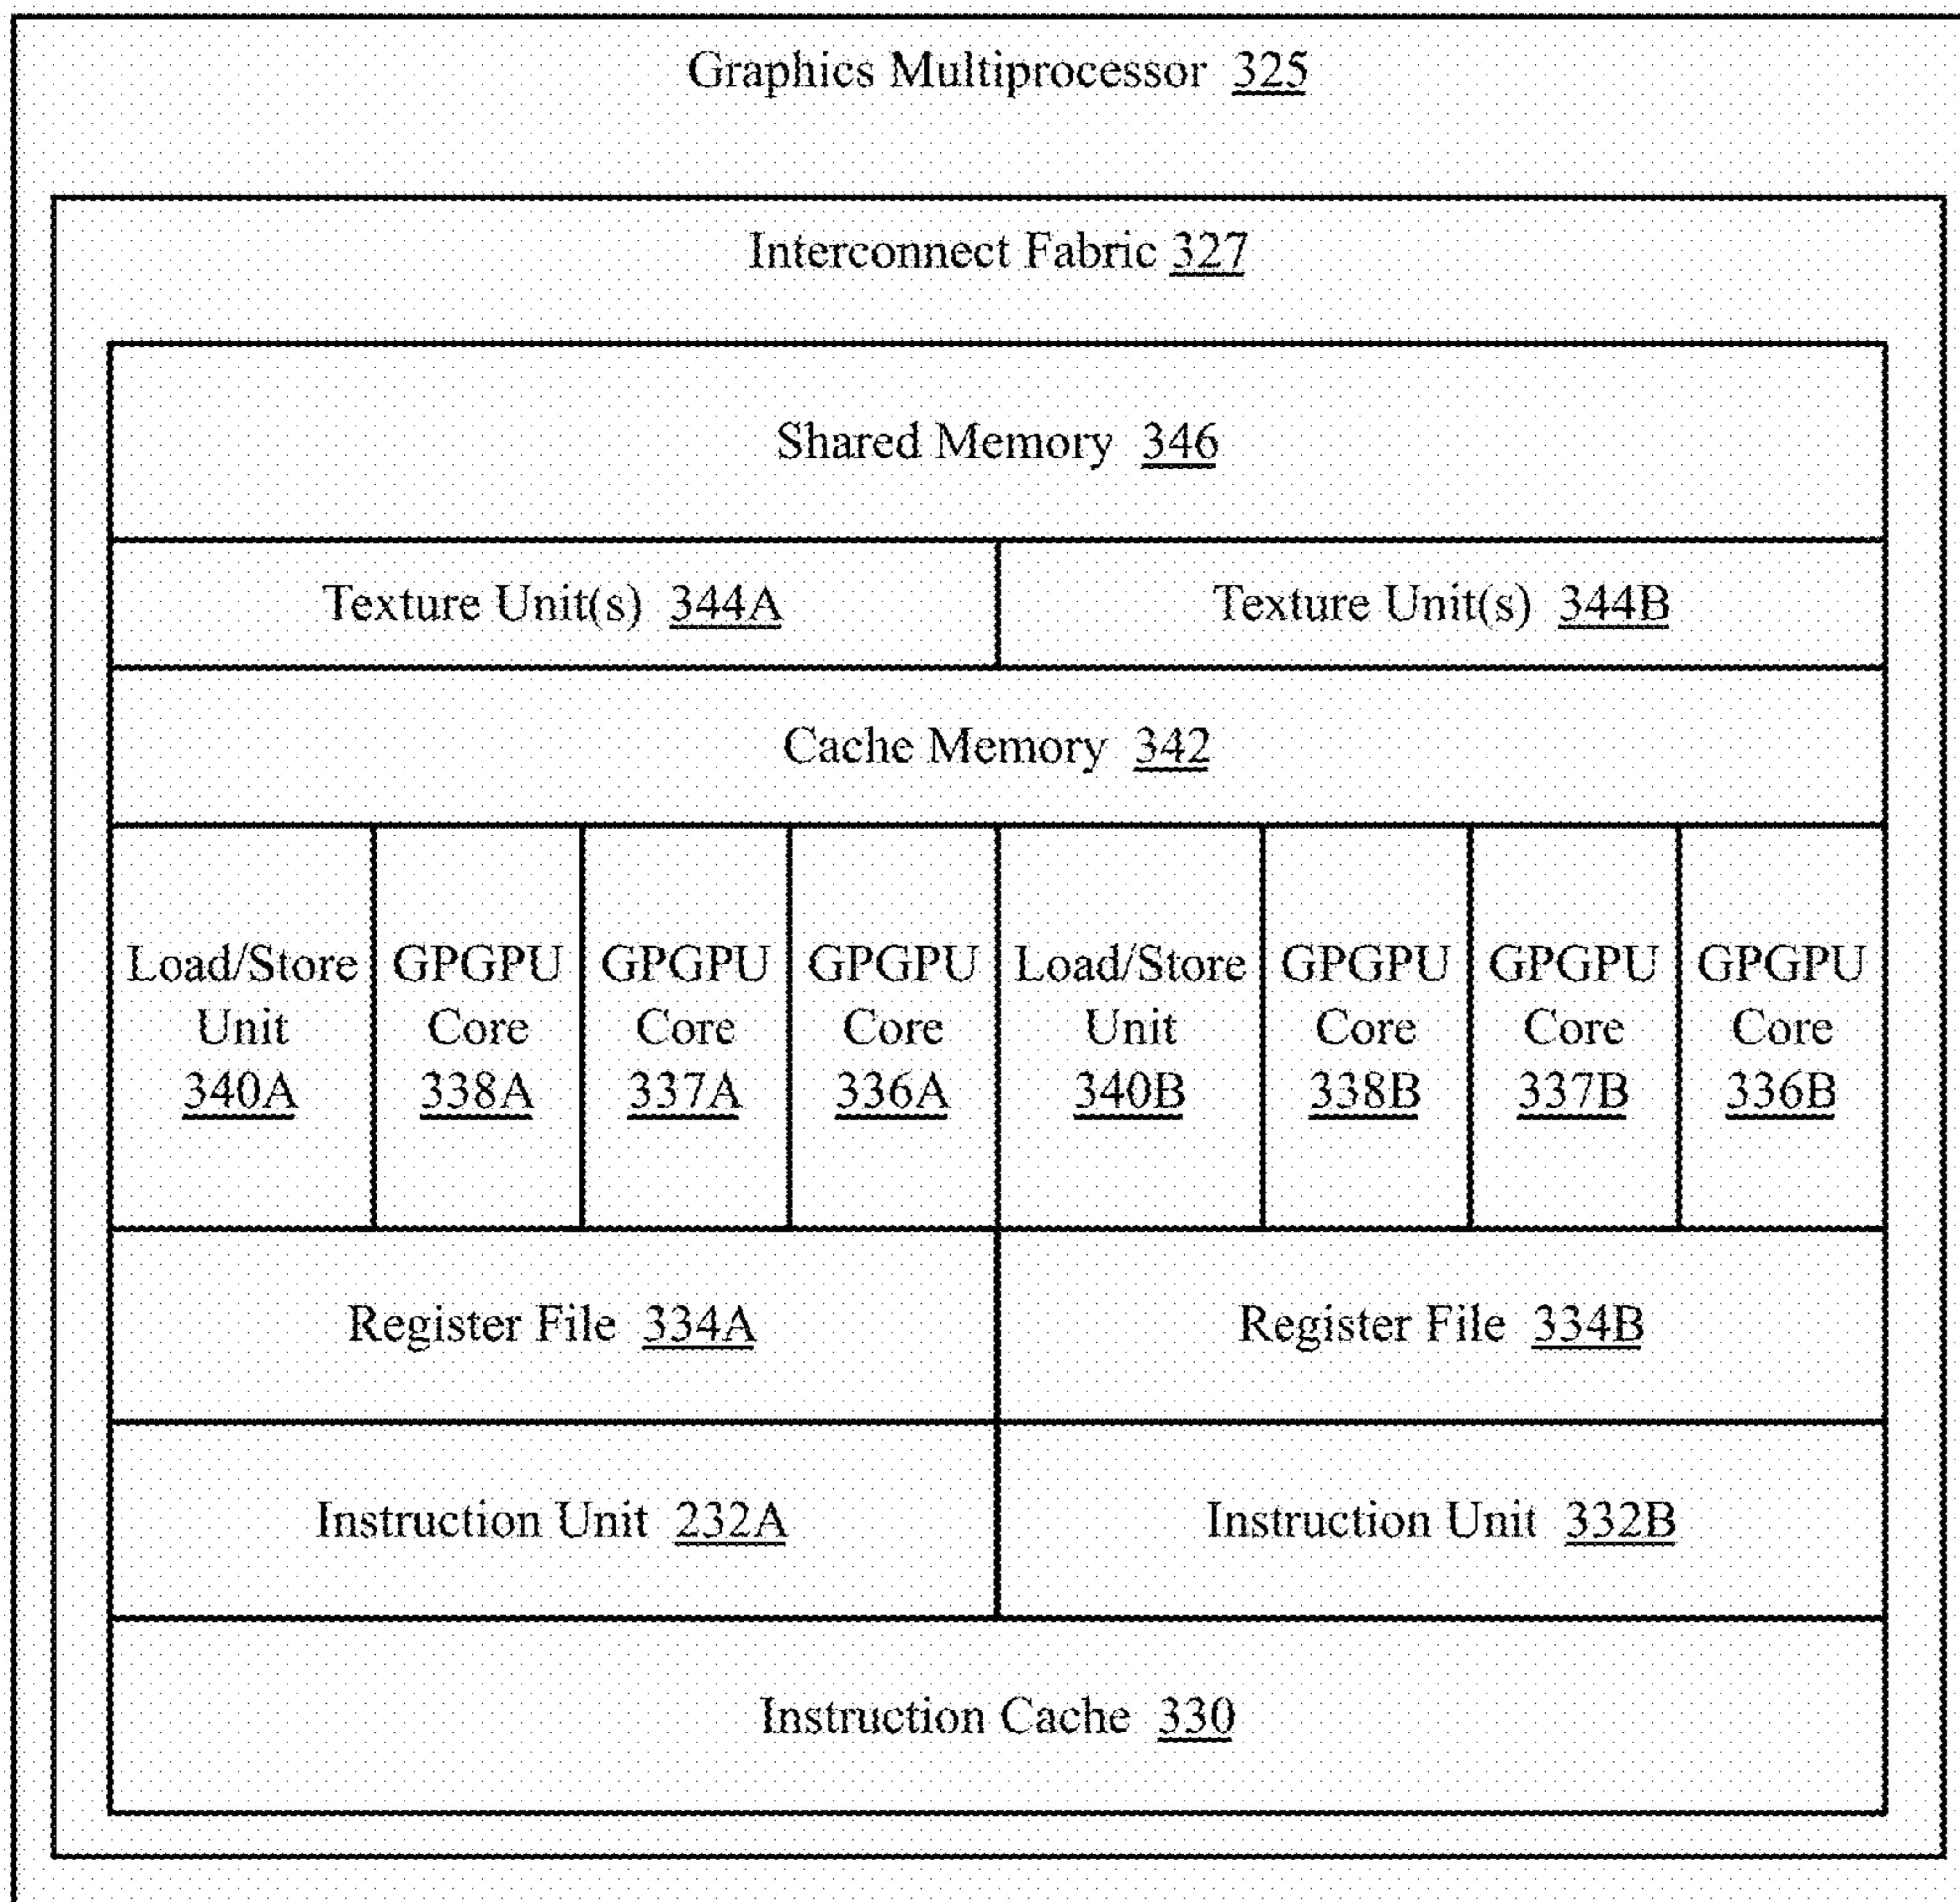 Graphics Multiprocessor 325
Interconnect Fabric 327
Shared Memory 346
Texture Unit(s) 344A
Texture Unit(s) 344B
Cache Memory 342
Load/Store
Unit
340A
GPGPU
Core
338A
GPGPU
Core
337A
GPGPU
Core
336A
Load/Store
Unit
340B
GPGPU
Core
338B
GPGPU
Core
337B
GPGPU
Core
336B
Register File 334A
Register File 334B
Instruction Unit 232A
Instruction Unit 332B
Instruction Cache 330